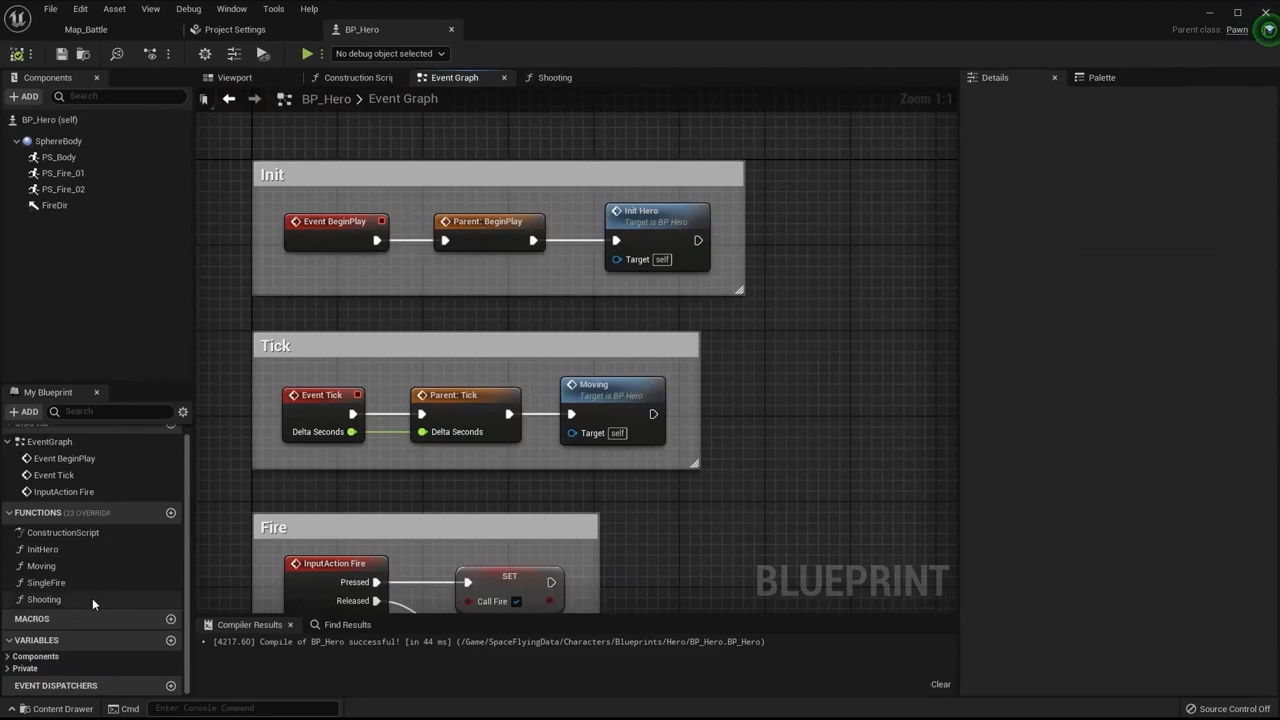 File Edit Asset View Debug Window Tools Help
Map_Battle Project Settings BP_Hero
Parent class: Pawn
No debug object selected
Components
Viewport Construction Scrip Event Graph Shooting
Details Palette
+ ADD Search
BP_Hero > Event Graph Zoom 1:1
BP_Hero (self)
SphereBody
PS_Body
PS_Fire_01
PS_Fire_02
FireDir
Init
Event BeginPlay
Parent: BeginPlay
Init Hero
Target is BP Hero
Target self
Tick
Event Tick
Delta Seconds
Parent: Tick
Delta Seconds
Moving
Target is BP Hero
Target self
Fire
InputAction Fire
Pressed
Released
SET
Call Fire
BLUEPRINT
My Blueprint
+ ADD Search
EventGraph
Event BeginPlay
Event Tick
InputAction Fire
FUNCTIONS (23 OVERRIDA
ConstructionScript
InitHero
Moving
SingleFire
Shooting
MACROS
VARIABLES
Components
Private
EVENT DISPATCHERS
Compiler Results Find Results
[4217.60] Compile of BP_Hero successful! [in 44 ms] (/Game/SpaceFlyingData/Characters/Blueprints/Hero/BP_Hero.BP_Hero)
Clear
Content Drawer Cmd Enter Console Command Source Control Off